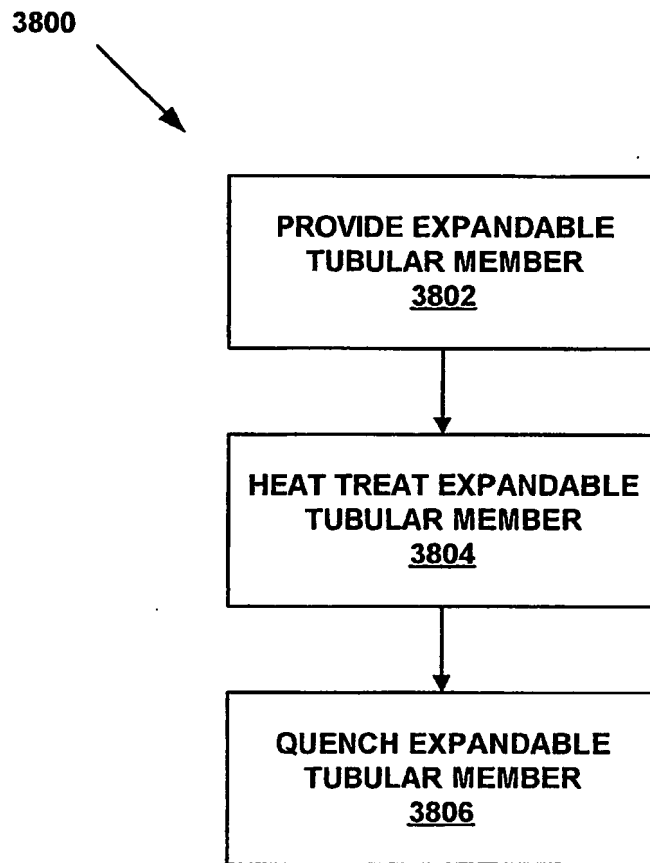 3800
PROVIDE EXPANDABLE
TUBULAR MEMBER
3802
HEAT TREAT EXPANDABLE
TUBULAR MEMBER
3804
QUENCH EXPANDABLE
TUBULAR MEMBER
3806